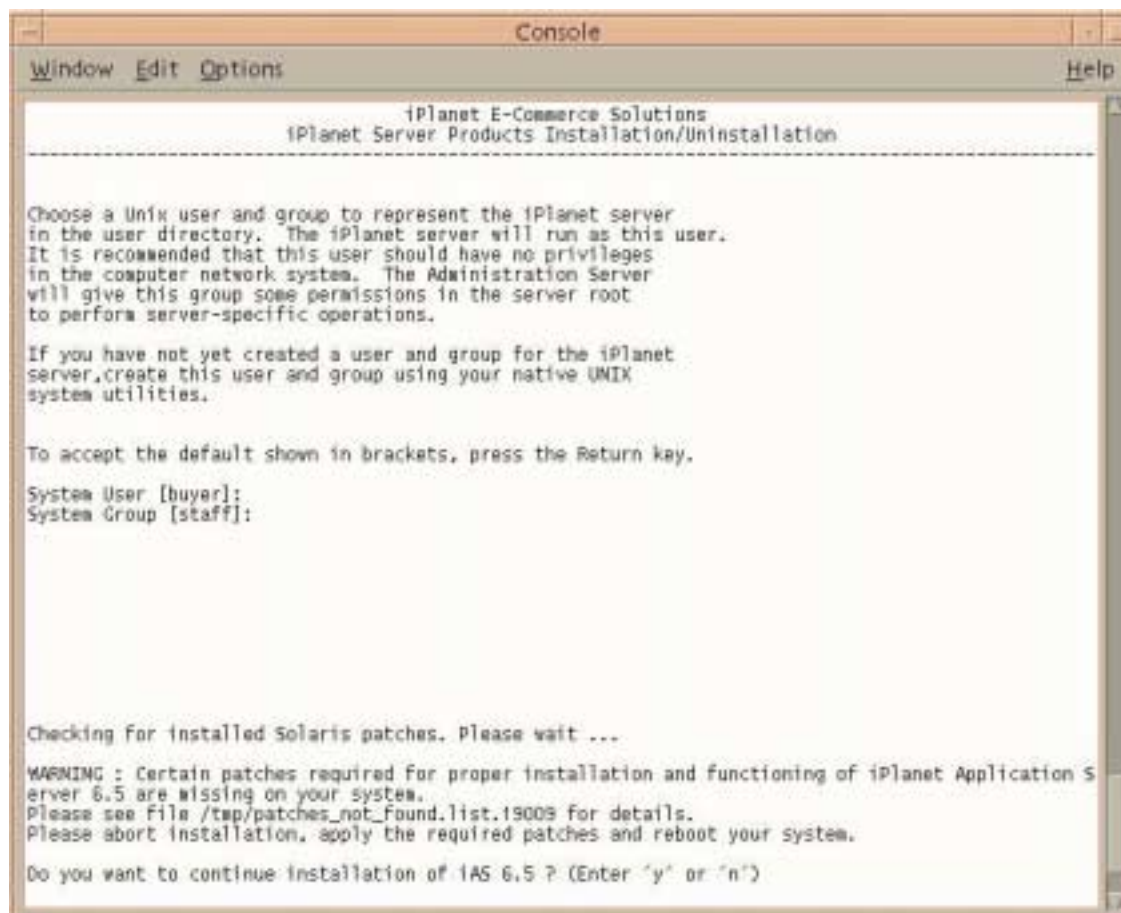 Console
Window Edit Options Help
iPlanet E-Commerce Solutions
iPlanet Server Products Installation/Uninstallation
--------------------------------------------------------------------------------
Choose a Unix user and group to represent the iPlanet server
in the user directory.  The iPlanet server will run as this user.
It is recommended that this user should have no privileges
in the computer network system.  The Administration Server
will give this group some permissions in the server root
to perform server-specific operations.
If you have not yet created a user and group for the iPlanet
server,create this user and group using your native UNIX
system utilities.
To accept the default shown in brackets, press the Return key.
System User [buyer]:
System Group [staff]:
Checking for installed Solaris patches. Please wait ...
WARNING : Certain patches required for proper installation and functioning of iPlanet Application S
erver 6.5 are missing on your system.
Please see file /tmp/patches_not_found.list.19009 for details.
Please abort installation, apply the required patches and reboot your system.
Do you want to continue installation of iAS 6.5 ? (Enter 'y' or 'n')